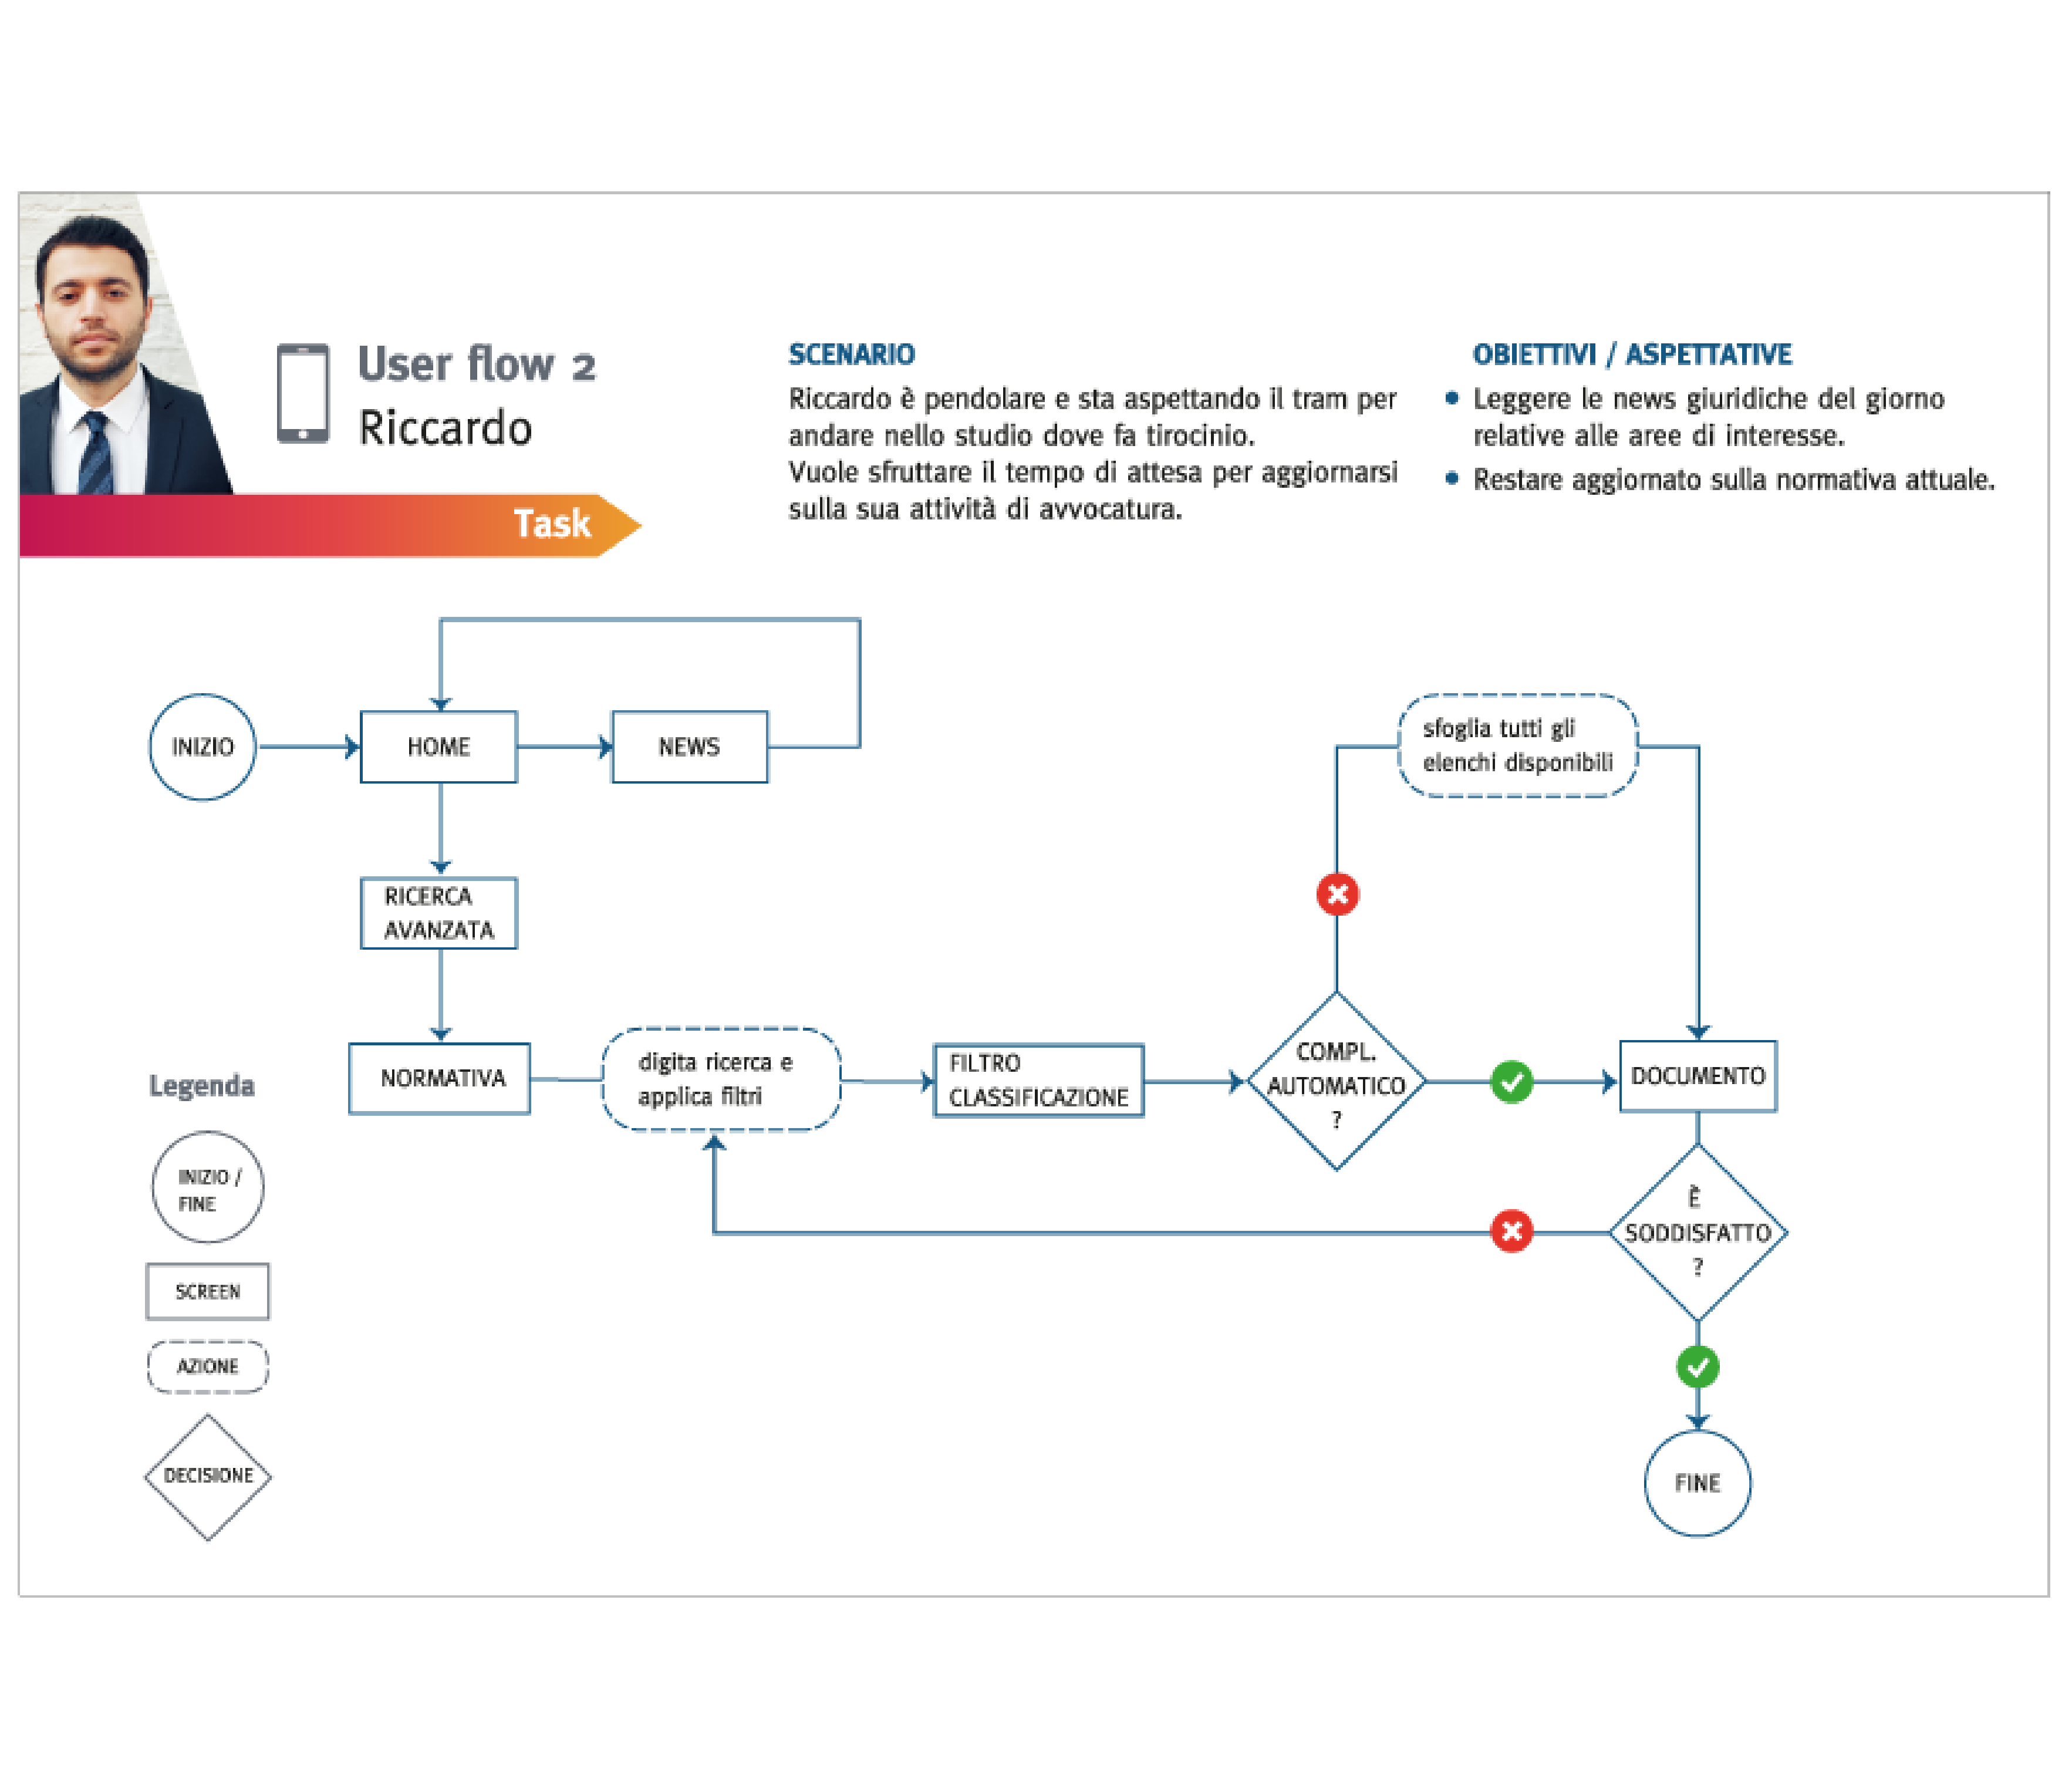 User flow 2
Riccardo
Task
SCENARIO
Riccardo è pendolare e sta aspettando il tram per
andare nello studio dove fa tirocinio.
Vuole sfruttare il tempo di attesa per aggiornarsi
sulla sua attività di avvocatura.
OBIETTIVI / ASPETTATIVE
• Leggere le news giuridiche del giorno
relative alle aree di interesse.
• Restare aggiornato sulla normativa attuale.
INIZIO
HOME
NEWS
sfoglia tutti gli
elenchi disponibili
RICERCA
AVANZATA
NORMATIVA
digita ricerca e
applica filtri
FILTRO
CLASSIFICAZIONE
COMPL.
AUTOMATICO
?
DOCUMENTO
È
SODDISFATTO
?
FINE
Legenda
INIZIO /
FINE
SCREEN
AZIONE
DECISIONE